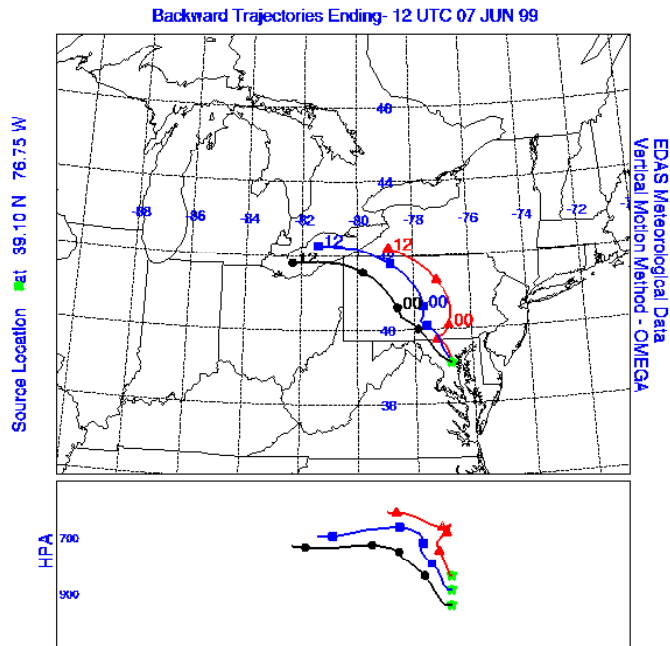 Backward Trajectories Ending- 12 UTC 07 JUN 99
Source Location at 39.10 N 76.75 W
EDAS Meteorological Data
Vertical Motion Method - OMEGA
44
-88 -86 -84 -82 -80 -78 -76 -74 -72
12 12 12
00 00 00
40
38
HPA
700
900